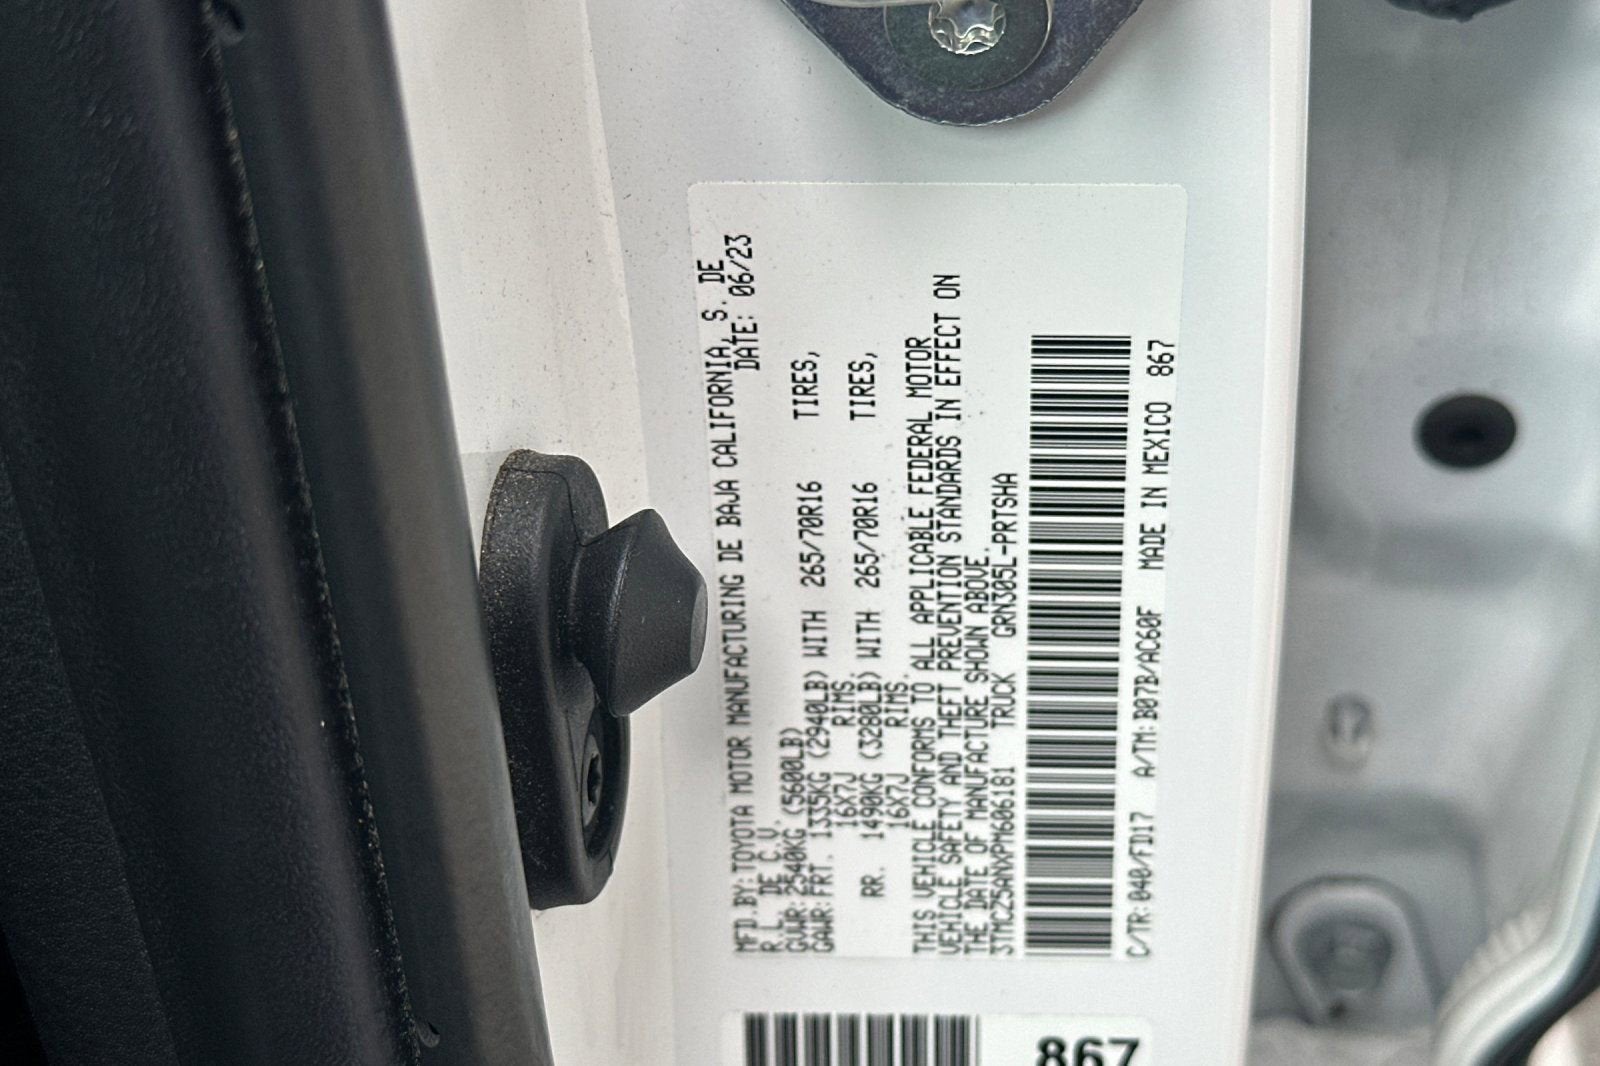 MFD.BY:TOYOTA MOTOR MANUFACTURING DE BAJA CALIFORNIA, S. DE
R.L. DE C.V. DATE: 06/23
GVWR:2540KG (5600LB)
GAWR:FRT. 1335KG (2940LB) WITH 265/70R16 TIRES,
16X7J RIMS.
RR. 1490KG (3280LB) WITH 265/70R16 TIRES,
16X7J RIMS.
THIS VEHICLE CONFORMS TO ALL APPLICABLE FEDERAL MOTOR
VEHICLE SAFETY AND THEFT PREVENTION STANDARDS IN EFFECT ON
THE DATE OF MANUFACTURE SHOWN ABOVE.
3TMCZ5ANXPM606181 TRUCK GRN305L-PRTSHA
C/TR:040/FD17 A/TM:B07B/AC60F MADE IN MEXICO 867
867